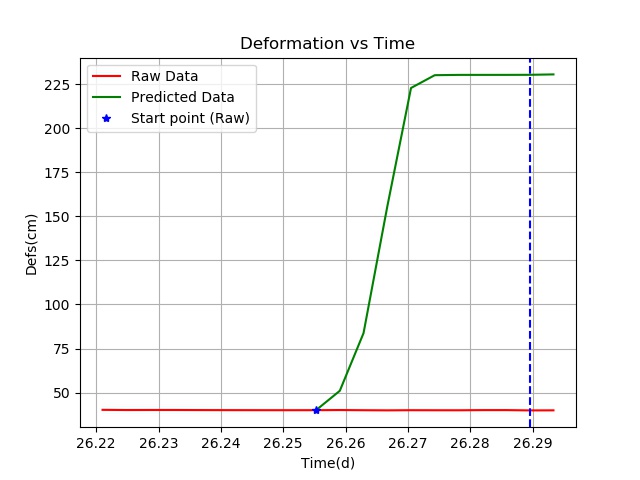 Deformation vs Time
Raw Data
Predicted Data
Start point (Raw)
225
200
175
150
125
100
75
50
Defs(cm)
26.22 26.23 26.24 26.25 26.26 26.27 26.28 26.29
Time(d)